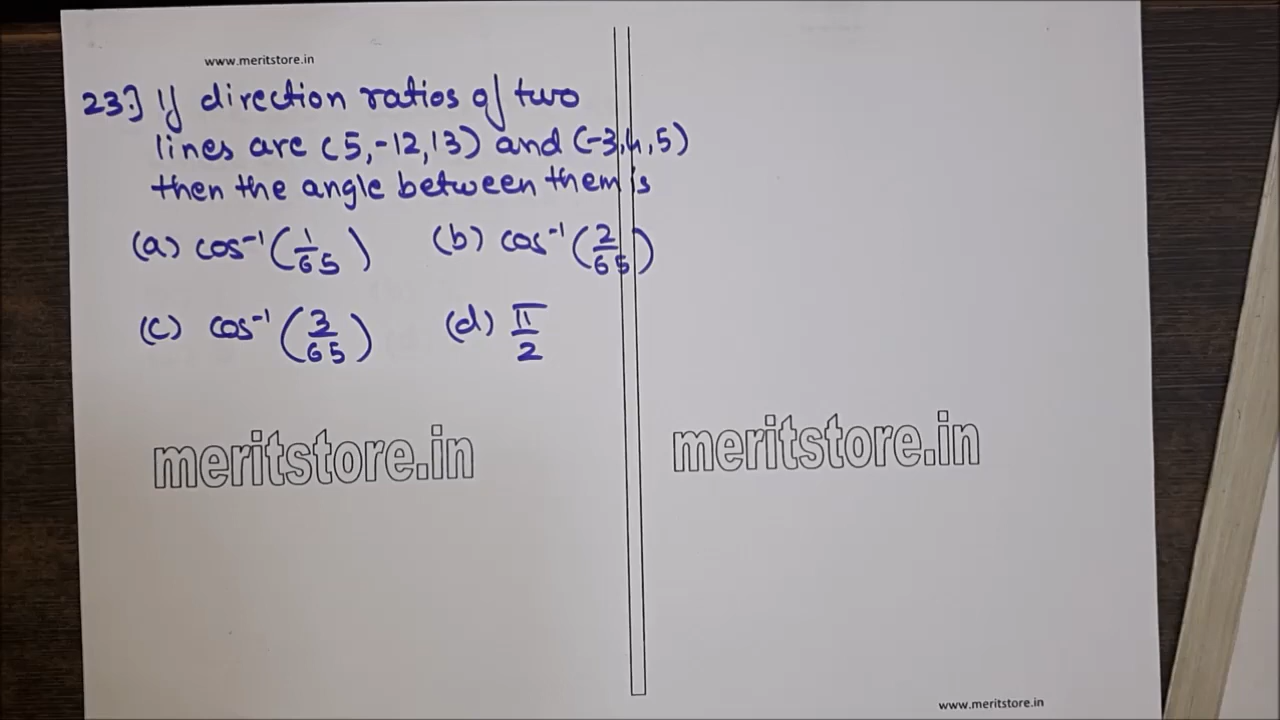 www.meritstore.in
23:] If direction ratios of two
lines are (5,-12,13) and (-3,4,5)
then the angle between them is
(a) cos⁻¹(1/65) (b) cos⁻¹(2/65)
(c) cos⁻¹(3/65) (d) π/2
meritstore.in meritstore.in
www.meritstore.in